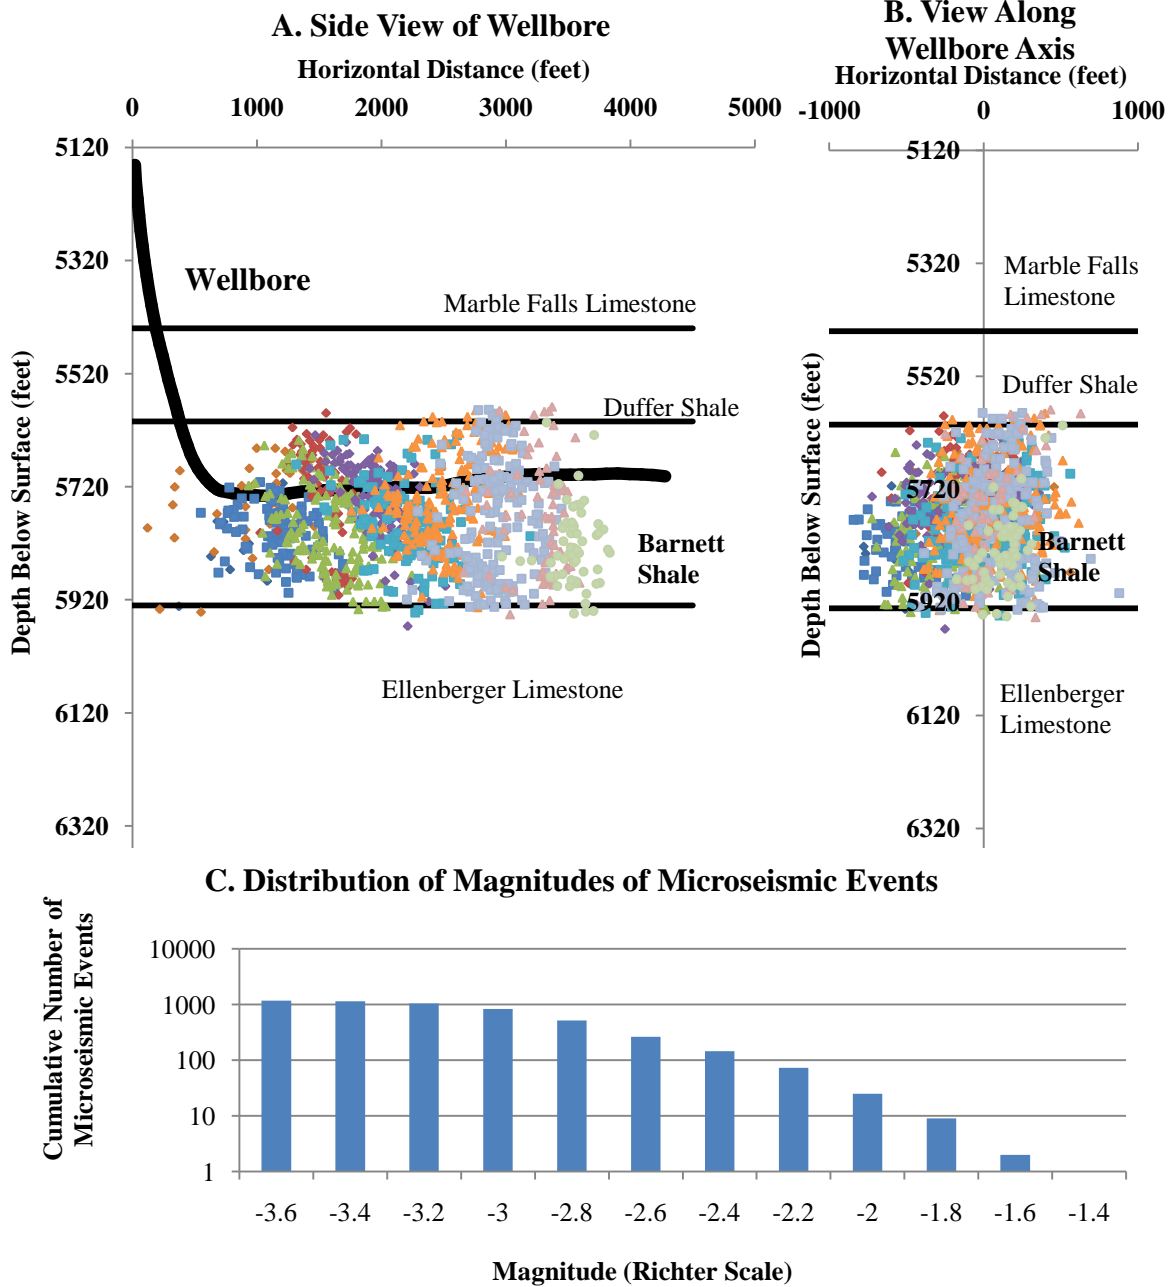 A. Side View of Wellbore
Horizontal Distance (feet)
0 1000 2000 3000 4000 5000
5120
5320
5520
5720
5920
6120
6320
Depth Below Surface (feet)
Wellbore
Marble Falls Limestone
Duffer Shale
Barnett
Shale
Ellenberger Limestone
B. View Along
Wellbore Axis
Horizontal Distance (feet)
-1000 0 1000
5120
5320
5520
5720
5920
6120
6320
Depth Below Surface (feet)
Marble Falls
Limestone
Duffer Shale
Barnett
Shale
Ellenberger
Limestone
C. Distribution of Magnitudes of Microseismic Events
Cumulative Number of
Microseismic Events
10000
1000
100
10
1
-3.6 -3.4 -3.2 -3 -2.8 -2.6 -2.4 -2.2 -2 -1.8 -1.6 -1.4
Magnitude (Richter Scale)